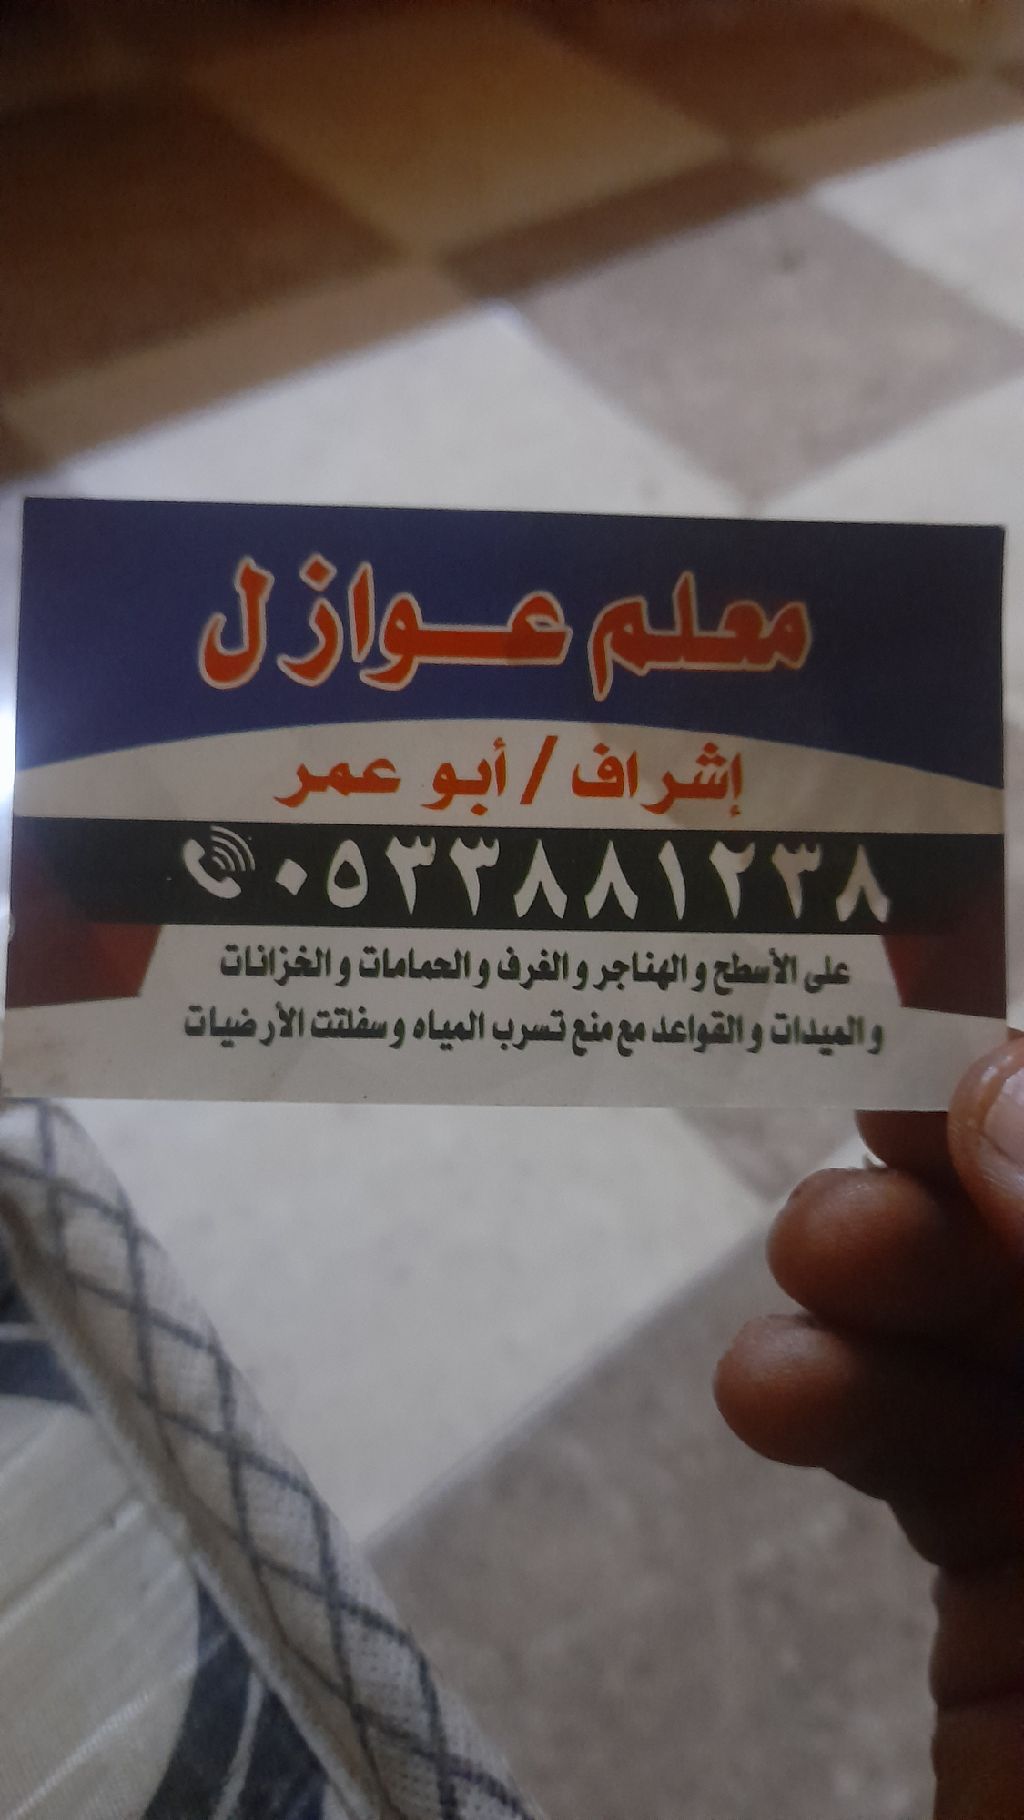 معلم عوازل
إشراف / أبو عمر
٠٥٣٣٨٨١٢٣٨
على الأسطح و الهناجر و الغرف و الحمامات و الخزانات
و الميدات و القواعد مع منع تسرب المياه و سفلتت الأرضيات